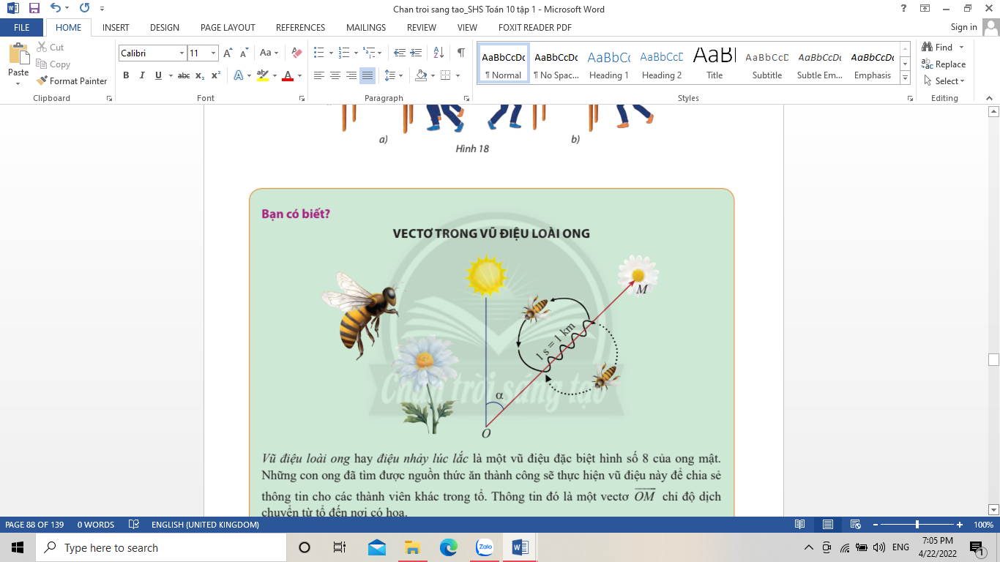 Chan troi sang tao_SHS Toán 10 tập 1 - Microsoft Word
Sign in
FILE HOME INSERT DESIGN PAGE LAYOUT REFERENCES MAILINGS REVIEW VIEW FOXIT READER PDF
Paste
Cut
Copy
Format Painter
Clipboard
Calibri 11
Font
Paragraph
AaBbCcDc AaBbCcDc AaBbCc AaBbCcD AaBl AaBbCcD AaBbCcDc AaBbCcDc
¶ Normal ¶ No Spac... Heading 1 Heading 2 Title Subtitle Subtle Em... Emphasis
Styles
Find
Replace
Select
Editing
a) b)
Hình 18
Bạn có biết?
VECTƠ TRONG VŨ ĐIỆU LOÀI ONG
M
1 s = 1 km
Chân trời sáng tạo
α
O
Vũ điệu loài ong hay điệu nhảy lúc lắc là một vũ điệu đặc biệt hình số 8 của ong mật.
Những con ong đã tìm được nguồn thức ăn thành công sẽ thực hiện vũ điệu này để chia sẻ
thông tin cho các thành viên khác trong tổ. Thông tin đó là một vectơ OM chỉ độ dịch
chuyển từ tổ đến nơi có hoa.
PAGE 88 OF 139 0 WORDS ENGLISH (UNITED KINGDOM) 100%
Type here to search
Zalo
ENG
7:05 PM
4/22/2022
1